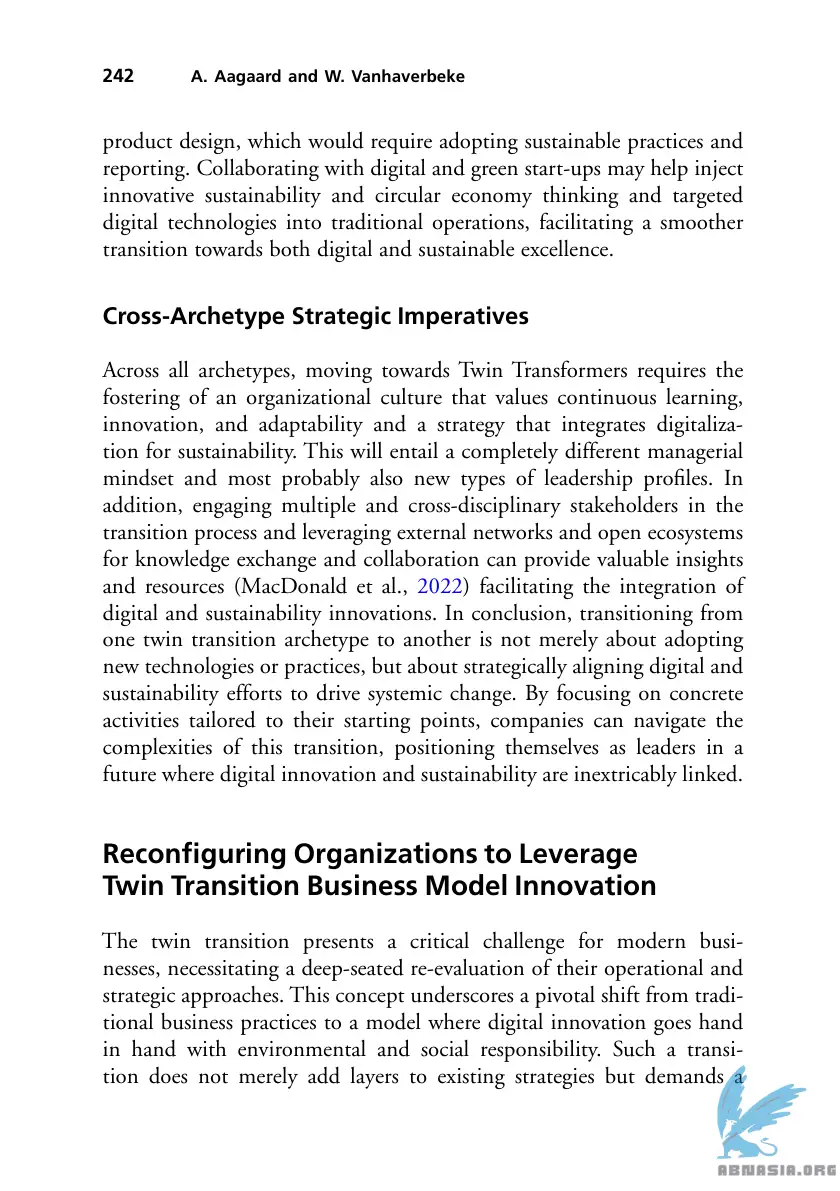 242 A. Aagaard and W. Vanhaverbeke
product design, which would require adopting sustainable practices and
reporting. Collaborating with digital and green start-ups may help inject
innovative sustainability and circular economy thinking and targeted
digital technologies into traditional operations, facilitating a smoother
transition towards both digital and sustainable excellence.
Cross-Archetype Strategic Imperatives
Across all archetypes, moving towards Twin Transformers requires the
fostering of an organizational culture that values continuous learning,
innovation, and adaptability and a strategy that integrates digitaliza-
tion for sustainability. This will entail a completely different managerial
mindset and most probably also new types of leadership profiles. In
addition, engaging multiple and cross-disciplinary stakeholders in the
transition process and leveraging external networks and open ecosystems
for knowledge exchange and collaboration can provide valuable insights
and resources (MacDonald et al., 2022) facilitating the integration of
digital and sustainability innovations. In conclusion, transitioning from
one twin transition archetype to another is not merely about adopting
new technologies or practices, but about strategically aligning digital and
sustainability efforts to drive systemic change. By focusing on concrete
activities tailored to their starting points, companies can navigate the
complexities of this transition, positioning themselves as leaders in a
future where digital innovation and sustainability are inextricably linked.
Reconfiguring Organizations to Leverage
Twin Transition Business Model Innovation
The twin transition presents a critical challenge for modern busi-
nesses, necessitating a deep-seated re-evaluation of their operational and
strategic approaches. This concept underscores a pivotal shift from tradi-
tional business practices to a model where digital innovation goes hand
in hand with environmental and social responsibility. Such a transi-
tion does not merely add layers to existing strategies but demands a
ABNASIA.ORG